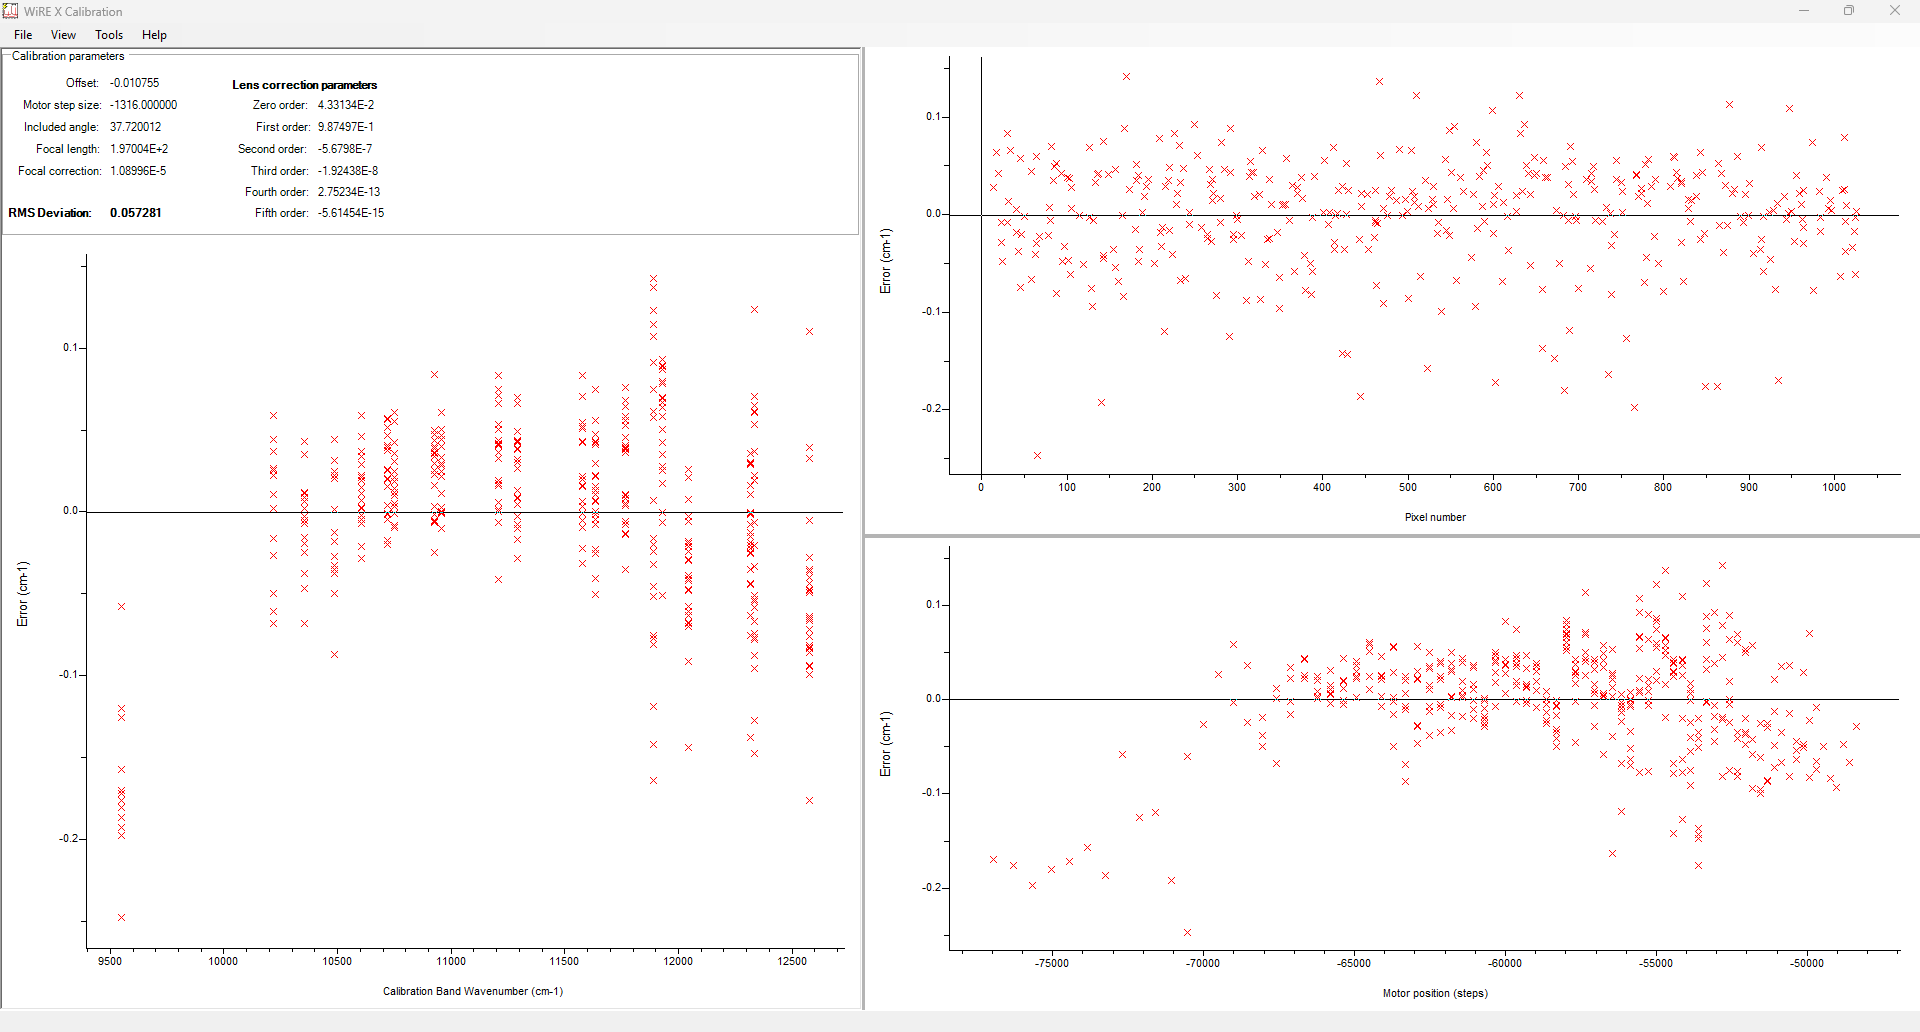 WiRE X Calibration
File View Tools Help
Calibration parameters
Offset: -0.010755
Motor step size: -1316.000000
Included angle: 37.720012
Focal length: 1.97004E+2
Focal correction: 1.08996E-5
RMS Deviation: 0.057281
Lens correction parameters
Zero order: 4.33134E-2
First order: 9.87497E-1
Second order: -5.6798E-7
Third order: -1.92438E-8
Fourth order: 2.75234E-13
Fifth order: -5.61454E-15
Error (cm-1)
0.1
0.0
-0.1
-0.2
9500 10000 10500 11000 11500 12000 12500
Calibration Band Wavenumber (cm-1)
Error (cm-1)
0.1
0.0
-0.1
-0.2
0 100 200 300 400 500 600 700 800 900 1000
Pixel number
Error (cm-1)
0.1
0.0
-0.1
-0.2
-75000 -70000 -65000 -60000 -55000 -50000
Motor position (steps)